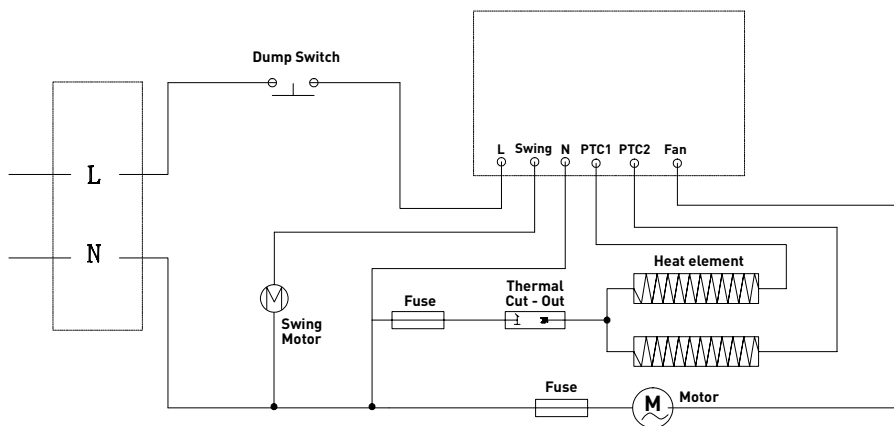 Dump Switch
L Swing N PTC1 PTC2 Fan
L
N
Heat element
Thermal
Cut - Out
Fuse
Swing
Motor
Fuse
M
Motor
M